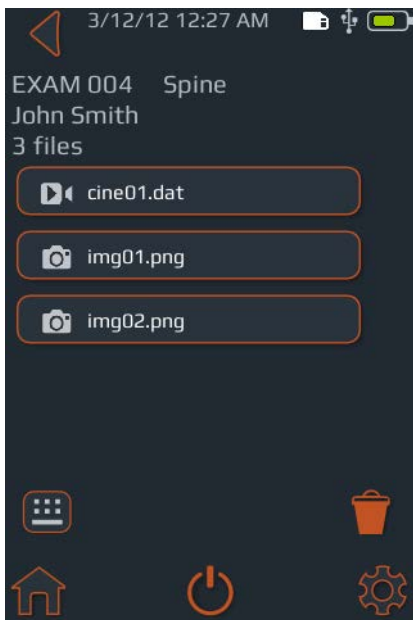 3/12/12 12:27 AM
EXAM 004 Spine
John Smith
3 files
cine01.dat
img01.png
img02.png